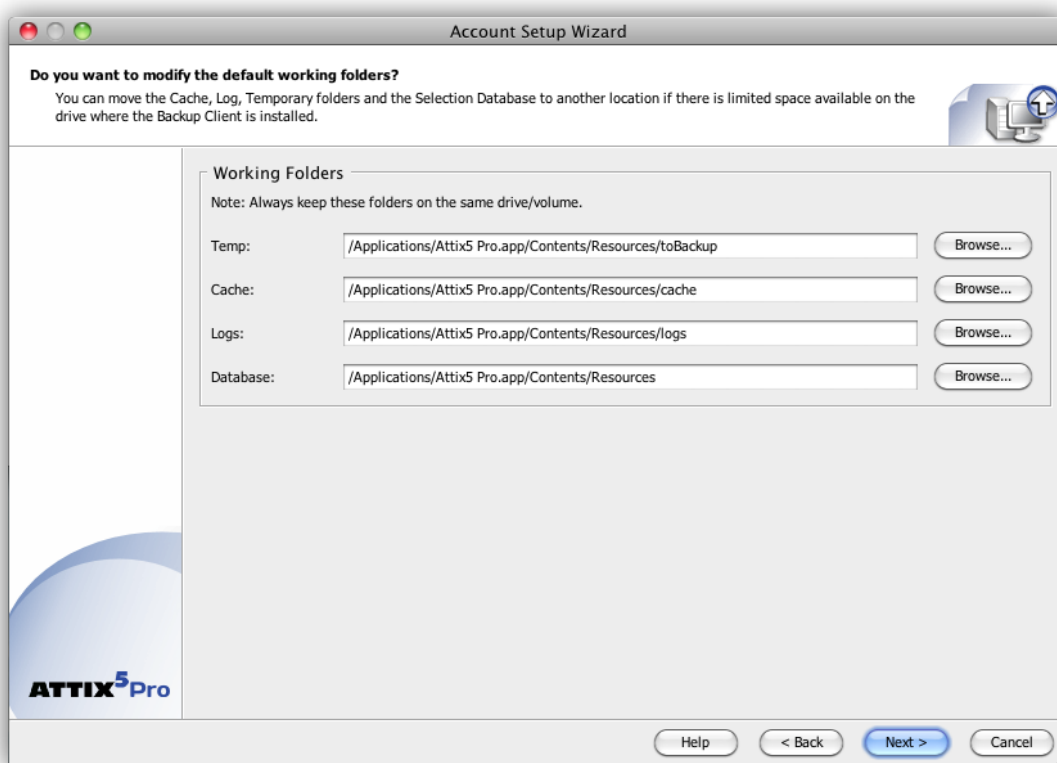 Account Setup Wizard
Do you want to modify the default working folders?
You can move the Cache, Log, Temporary folders and the Selection Database to another location if there is limited space available on the
drive where the Backup Client is installed.
Working Folders
Note: Always keep these folders on the same drive/volume.
Temp: /Applications/Attix5 Pro.app/Contents/Resources/toBackup Browse...
Cache: /Applications/Attix5 Pro.app/Contents/Resources/cache Browse...
Logs: /Applications/Attix5 Pro.app/Contents/Resources/logs Browse...
Database: /Applications/Attix5 Pro.app/Contents/Resources Browse...
ATTIX5Pro
Help < Back Next > Cancel